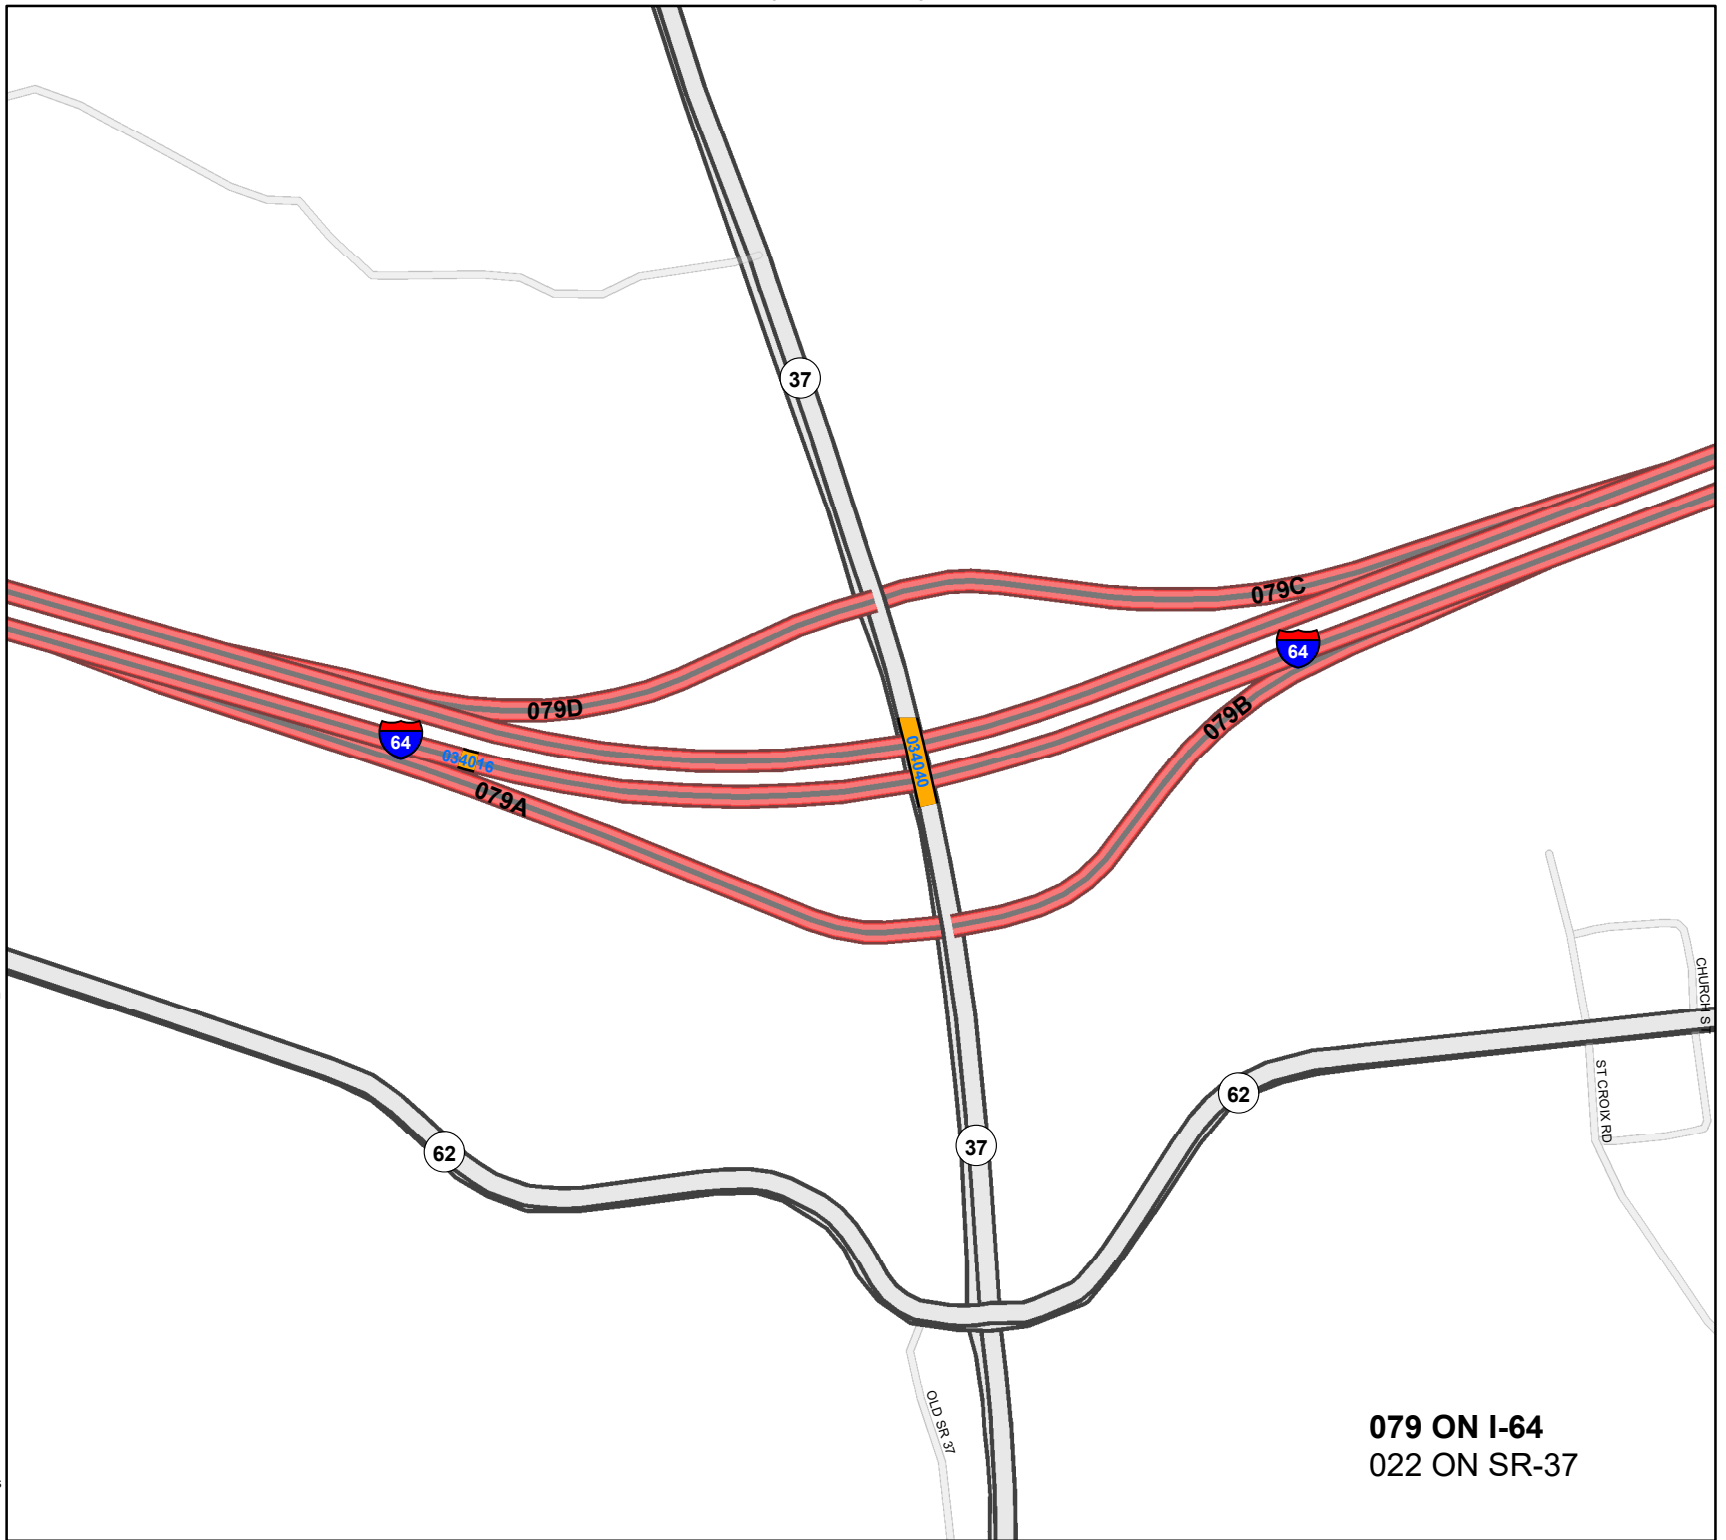 37
079C
64
079D
079B
034040
64
034016
079A
CHURCH ST
ST CROIX RD
62
37
62
OLD SR 37
079 ON I-64
022 ON SR-37